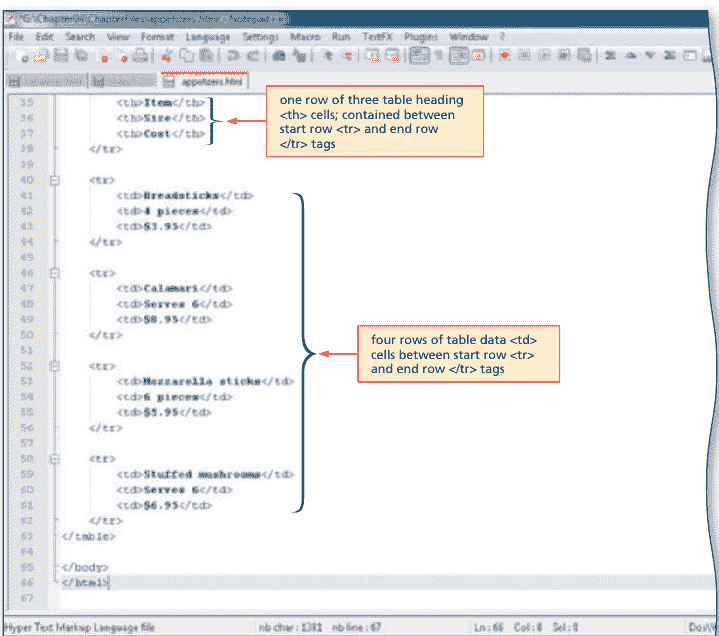 File Edit Search View Format Language Settings Macro Run TextFX Plugins Window ?
appetizers.html
35 <th>Item</th>
36 <th>Size</th>
37 <th>Cost</th>
38 </tr>
39
40 <tr>
41 <td>Breadsticks</td>
42 <td>4 pieces</td>
43 <td>$3.95</td>
44 </tr>
45
46 <tr>
47 <td>Calamari</td>
48 <td>Serves 6</td>
49 <td>$8.95</td>
50 </tr>
51
52 <tr>
53 <td>Mozzarella sticks</td>
54 <td>6 pieces</td>
55 <td>$5.95</td>
56 </tr>
57
58 <tr>
59 <td>Stuffed mushrooms</td>
60 <td>Serves 6</td>
61 <td>$6.95</td>
62 </tr>
63 </table>
64
65 </body>
66 </html>
67
one row of three table heading
<th> cells; contained between
start row <tr> and end row
</tr> tags
four rows of table data <td>
cells between start row <tr>
and end row </tr> tags
Hyper Text Markup Language file nb char : 1381 nb line : 67 Ln : 66 Col : 8 Sel : 0